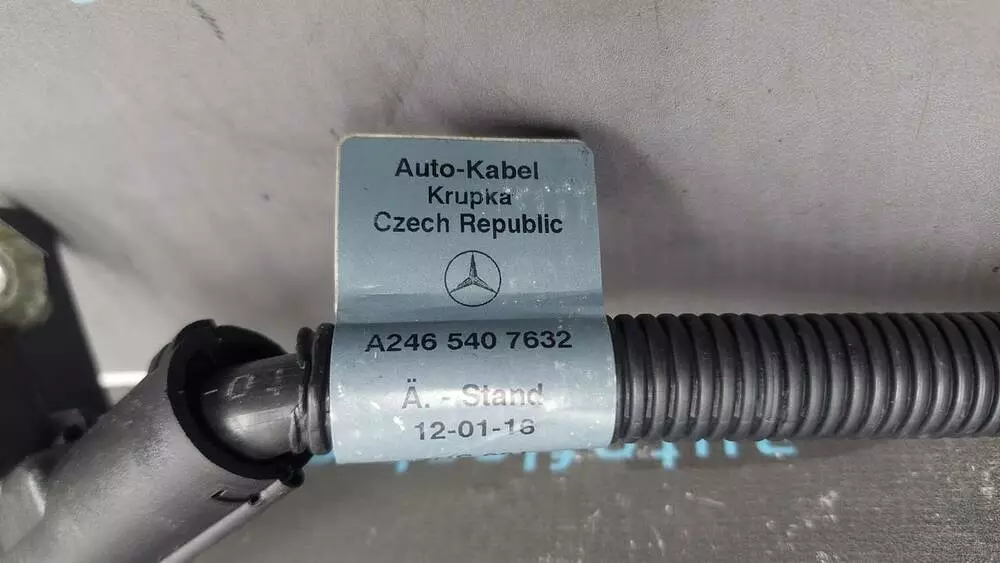 Auto-Kabel
Krupka
Czech Republic
A246 540 7632
Ä. - Stand
12-01-16